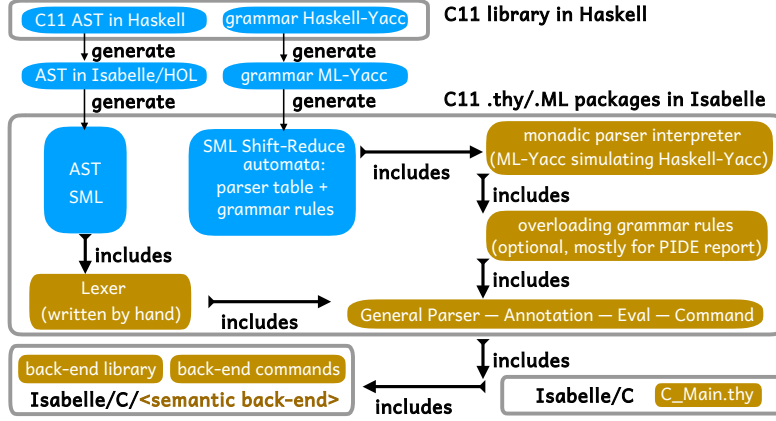 C11 AST in Haskell
grammar Haskell-Yacc
C11 library in Haskell
generate
generate
AST in Isabelle/HOL
grammar ML-Yacc
generate
generate
C11 .thy/.ML packages in Isabelle
AST
SML
SML Shift-Reduce
automata:
parser table +
grammar rules
includes
monadic parser interpreter
(ML-Yacc simulating Haskell-Yacc)
includes
overloading grammar rules
(optional, mostly for PIDE report)
includes
includes
Lexer
(written by hand)
includes
General Parser — Annotation — Eval — Command
includes
back-end library
back-end commands
Isabelle/C/<semantic back-end>
includes
Isabelle/C
C_Main.thy